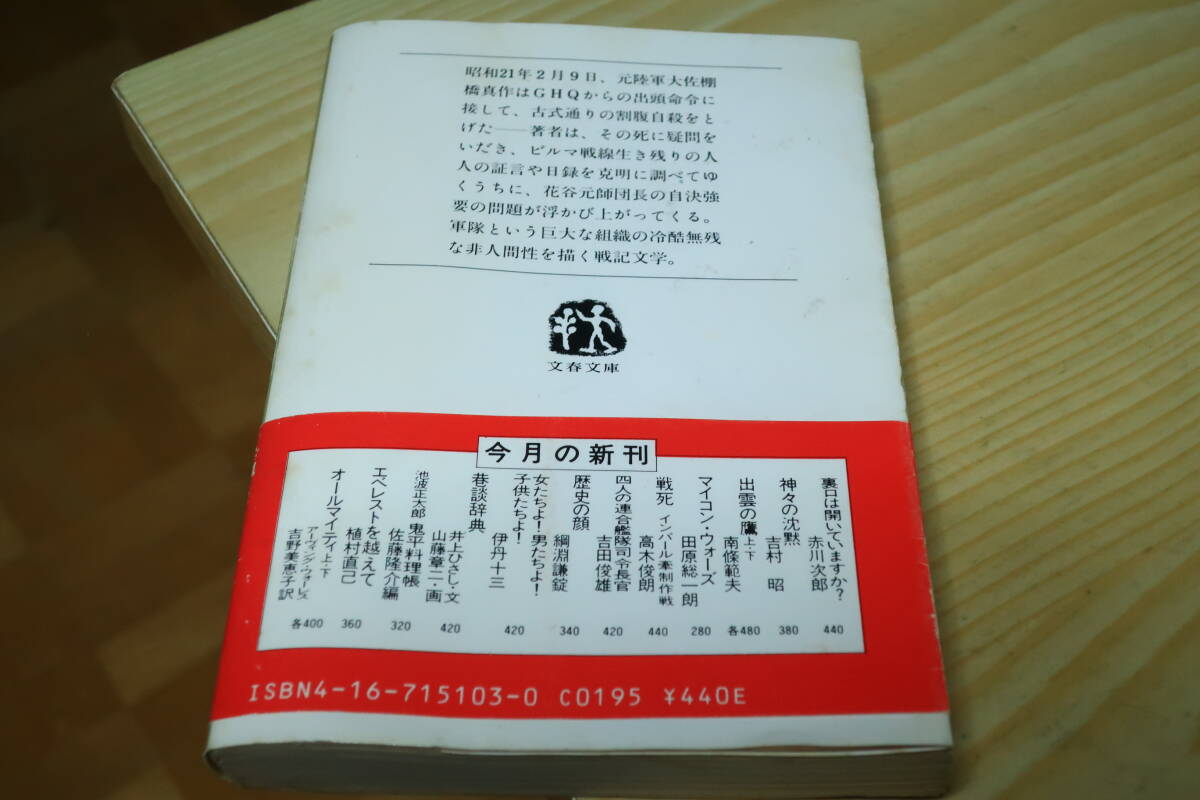 昭和21年2月9日、元陸軍大佐棚
橋真作はGHQからの出頭命令に
接して、古式通りの割腹自殺をと
げた──著者は、その死に疑問を
いだき、ビルマ戦線生き残りの人
人の証言や日録を克明に調べてゆ
くうちに、花谷元師団長の自決強
要の問題が浮かび上がってくる。
軍隊という巨大な組織の冷酷無残
な非人間性を描く戦記文学。
文春文庫
今月の新刊
裏口は開いていますか?
赤川次郎
440
神々の沈黙
吉村 昭
380
出雲の鷹 上・下
南條範夫
各480
マイコン・ウォーズ
田原総一朗
280
戦死 インパール牽制作戦
高木俊朗
440
四人の連合艦隊司令長官
吉田俊雄
420
歴史の顔
綱淵謙錠
340
女たちよ!男たちよ!
子供たちよ!
伊丹十三
420
巷談辞典
井上ひさし・文
山藤章二・画
420
池波正太郎 鬼平料理帳
佐藤隆介編
320
エベレストを越えて
植村直己
360
オールマイティ 上・下
アーヴィング・ウォーレス
吉野美恵子訳
各400
ISBN4-16-715103-0 C0195 ¥440E